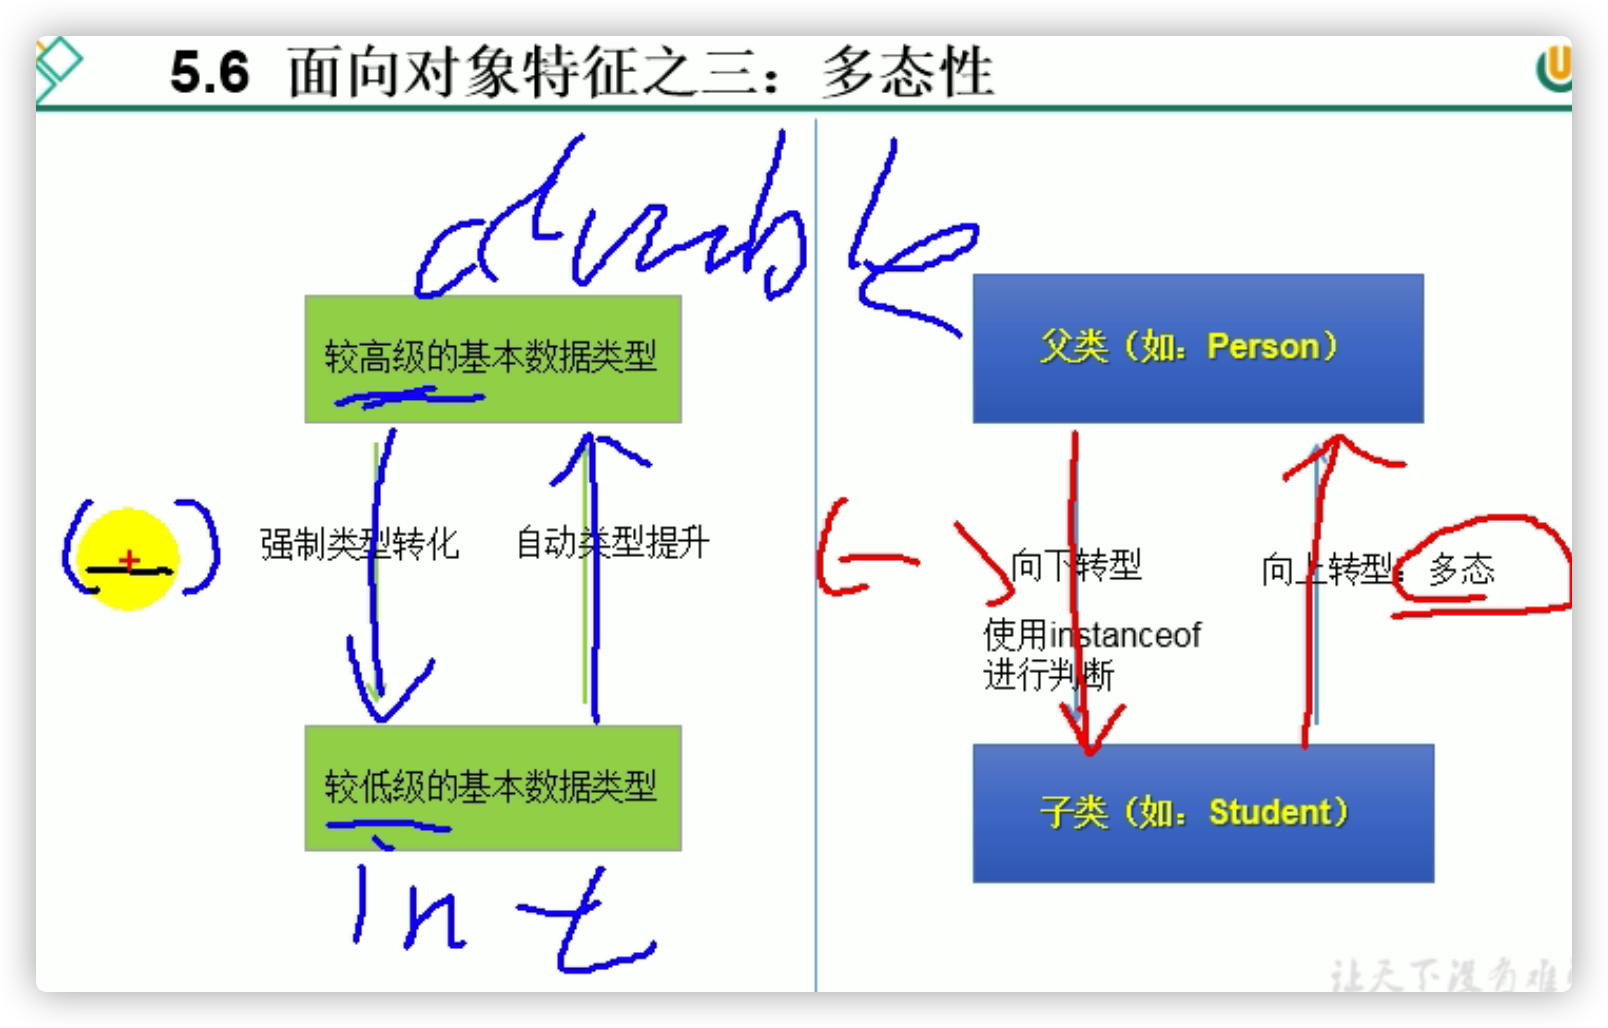 5.6 面向对象特征之三：多态性
double
较高级的基本数据类型
强制类型转化
自动类型提升
较低级的基本数据类型
int
父类（如：Person）
向下转型
使用instanceof
进行判断
向上转型：多态
子类（如：Student）
让天下没有难